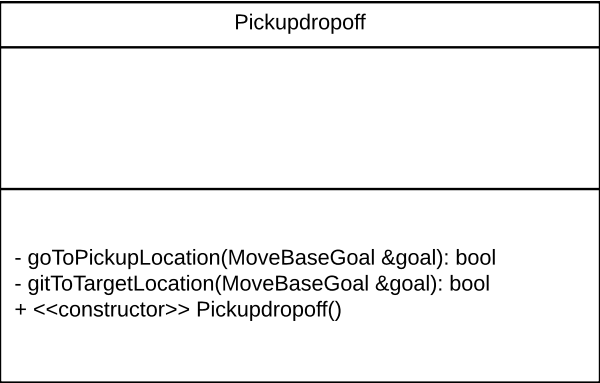 Pickupdropoff
- goToPickupLocation(MoveBaseGoal &goal): bool
- gitToTargetLocation(MoveBaseGoal &goal): bool
+ <<constructor>> Pickupdropoff()